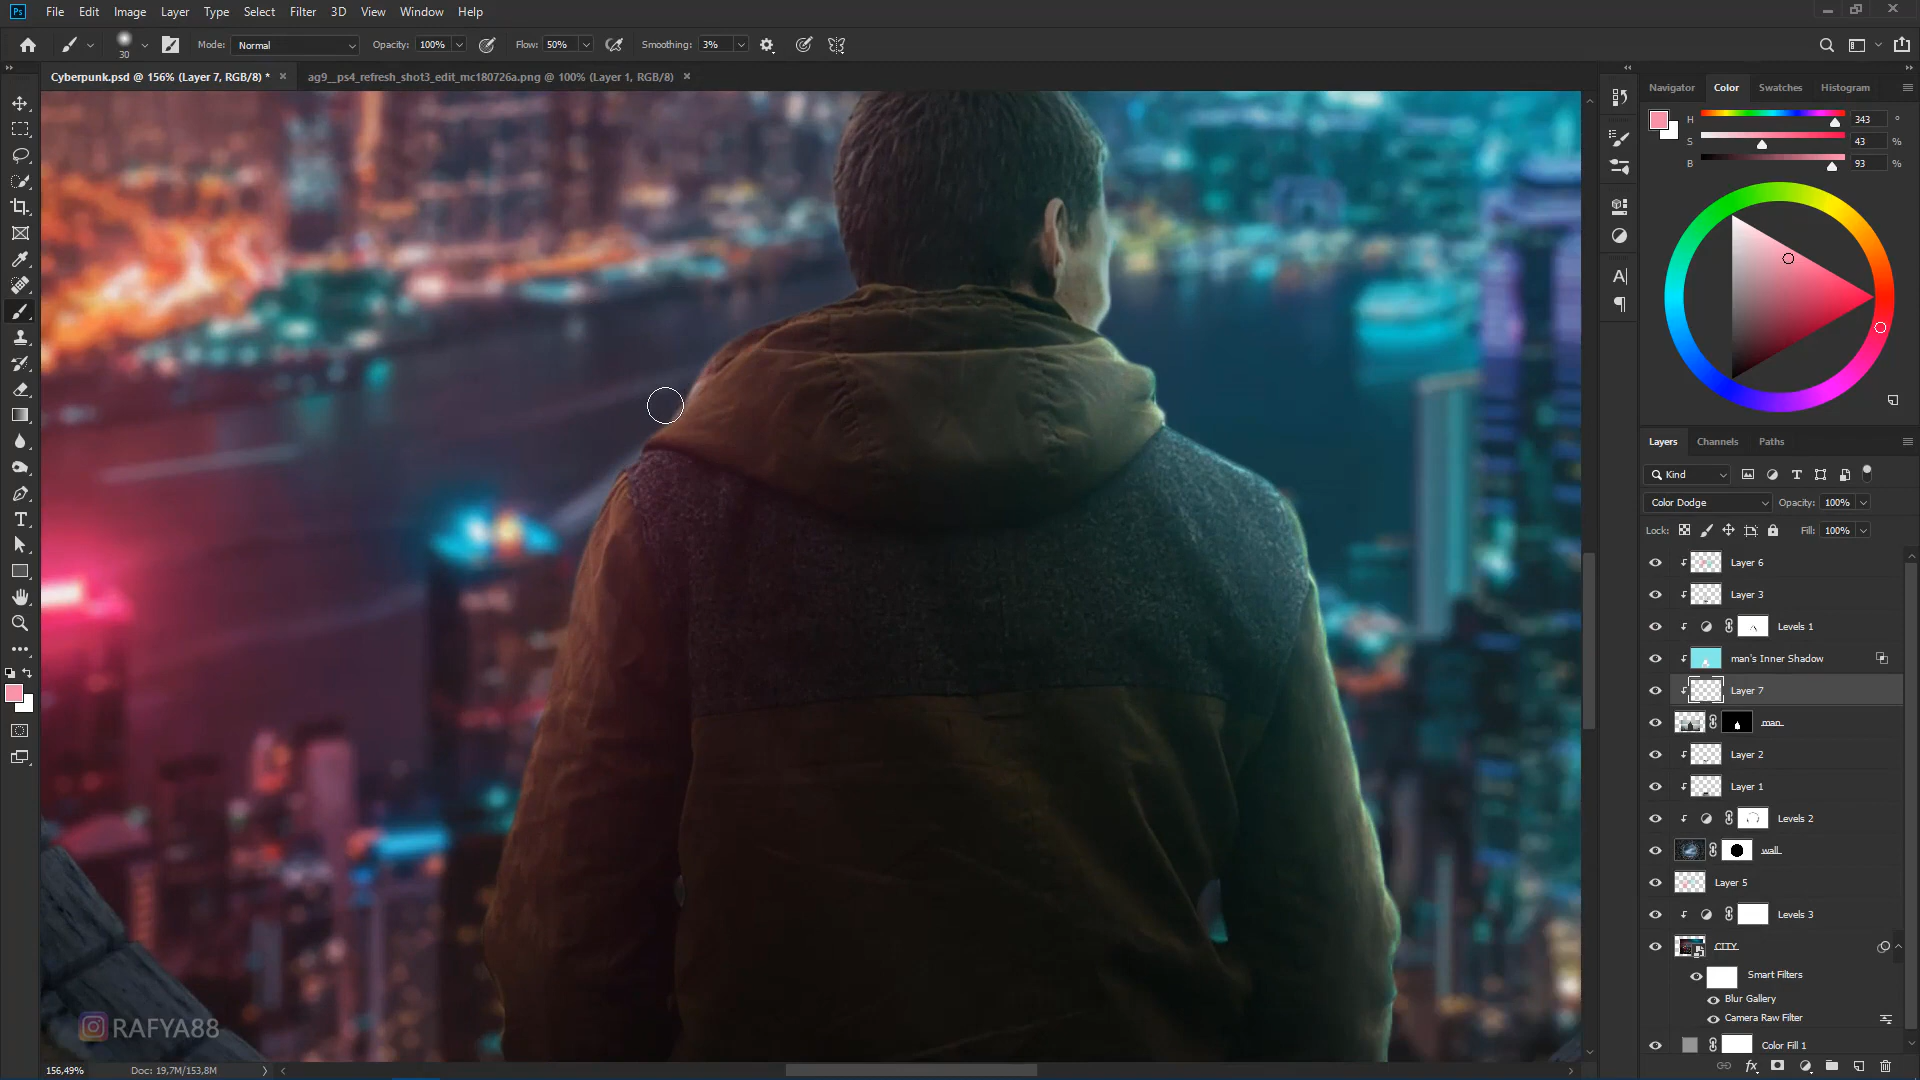 Ps File Edit Image Layer Type Select Filter 3D View Window Help
30 Mode: Normal Opacity: 100% Flow: 50% Smoothing: 3%
Cyberpunk.psd @ 156% (Layer 7, RGB/8) * × ag9__ps4_refresh_shot3_edit_mc180726a.png @ 100% (Layer 1, RGB/8) ×
Navigator Color Swatches Histogram
H 343 °
S 43 %
B 93 %
Layers Channels Paths
Kind
Color Dodge Opacity: 100%
Lock: Fill: 100%
Layer 6
Layer 3
Levels 1
man's Inner Shadow
Layer 7
man
Layer 2
Layer 1
Levels 2
wall
Layer 5
Levels 3
CITY
Smart Filters
Blur Gallery
Camera Raw Filter
Color Fill 1
RAFYA88
156,49% Doc: 19,7M/153,8M